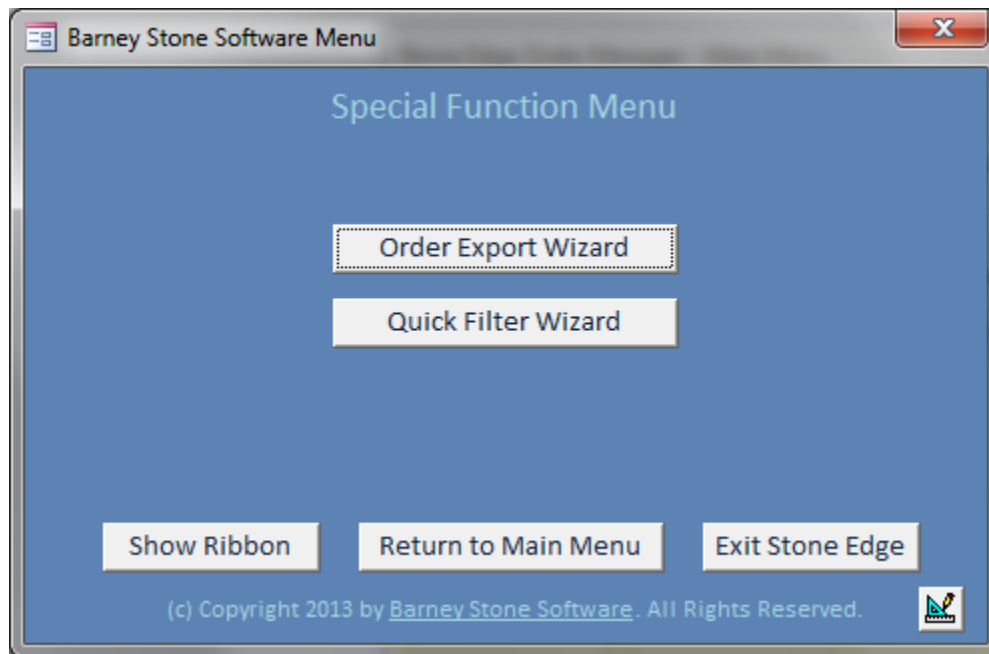 Barney Stone Software Menu
Special Function Menu
Order Export Wizard
Quick Filter Wizard
Show Ribbon
Return to Main Menu
Exit Stone Edge
(c) Copyright 2013 by Barney Stone Software. All Rights Reserved.